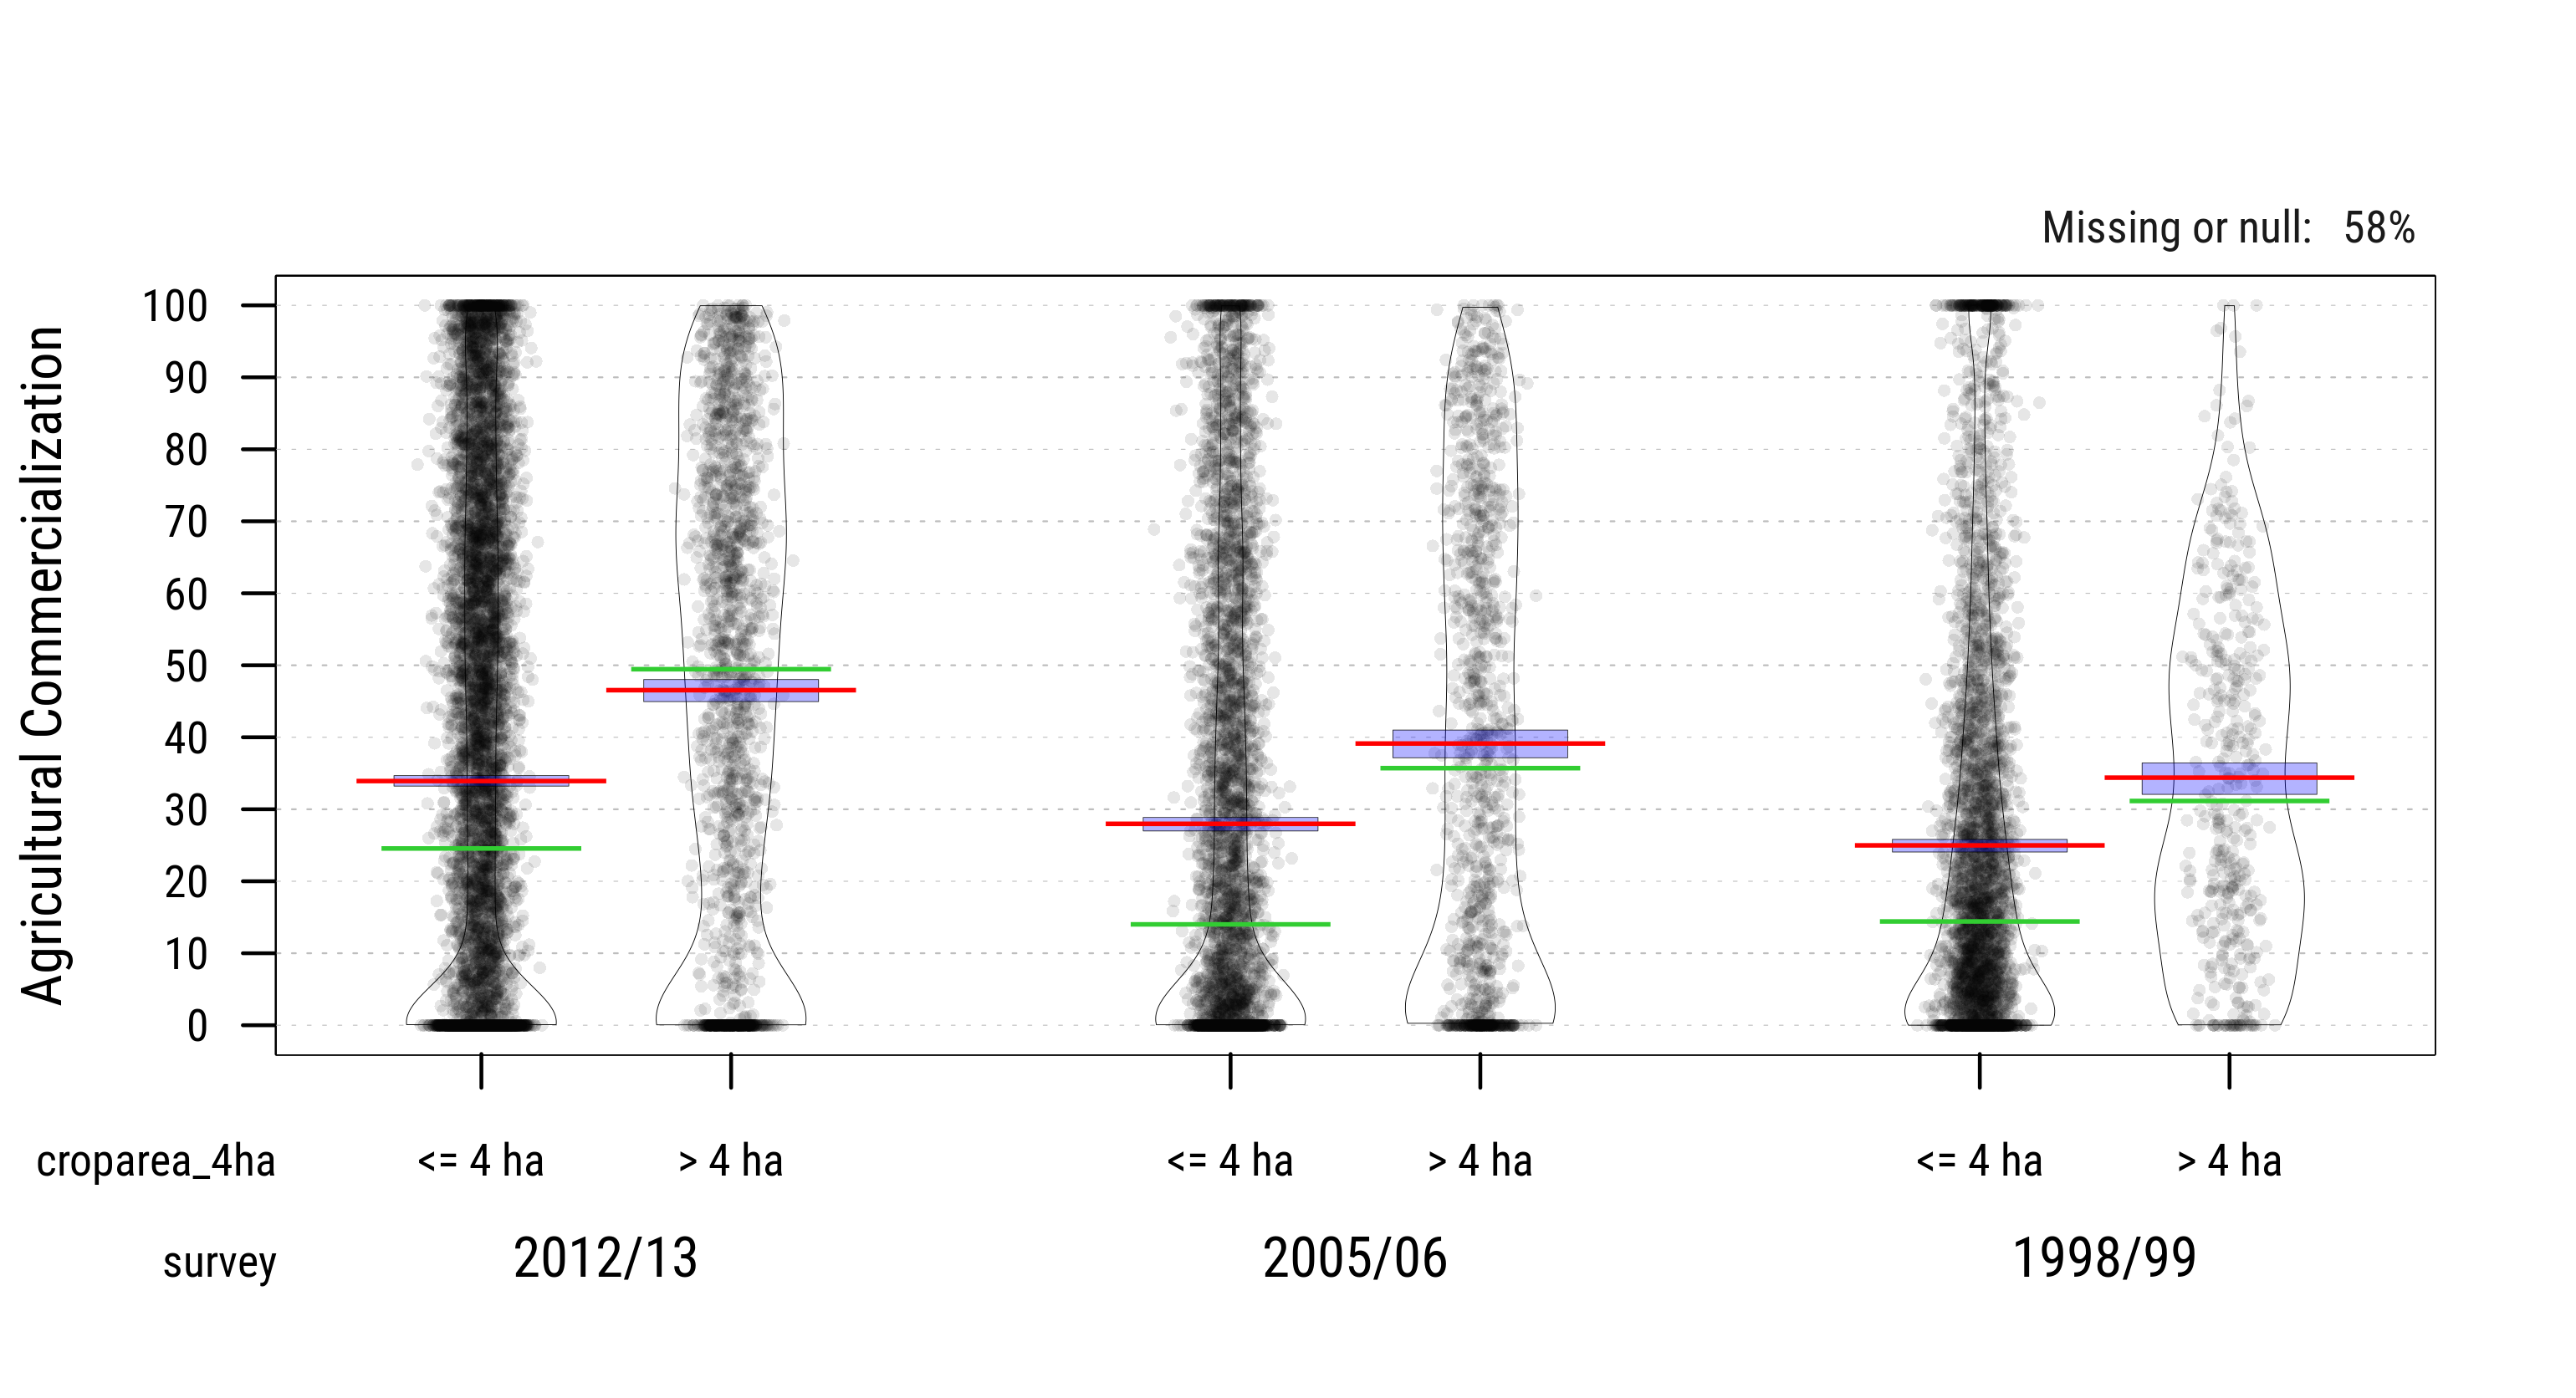 Missing or null: 58%
Agricultural Commercialization
100
90
80
70
60
50
40
30
20
10
0
croparea_4ha <= 4 ha > 4 ha <= 4 ha > 4 ha <= 4 ha > 4 ha
survey 2012/13 2005/06 1998/99